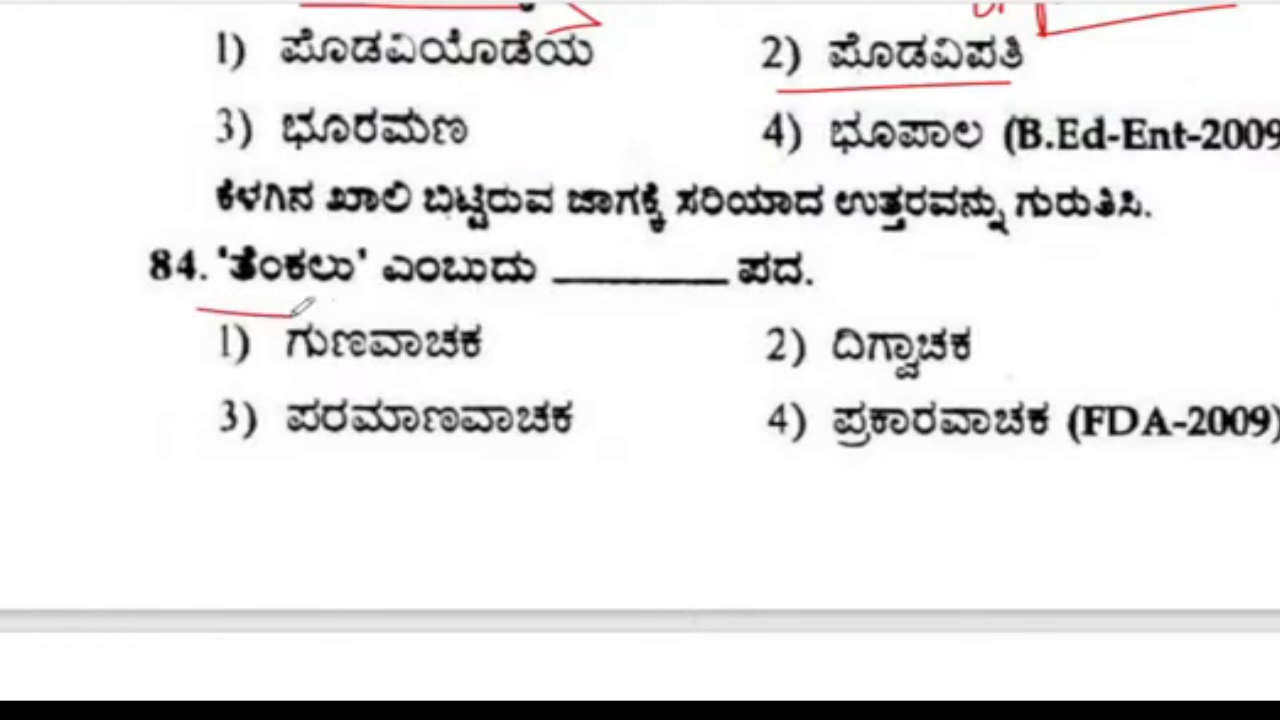 1) ಪೊಡವಿಯೊಡೆಯ 2) ಪೊಡವಿಪತಿ
3) ಭೂರಮಣ 4) ಭೂಪಾಲ (B.Ed-Ent-2009
ಕೆಳಗಿನ ಖಾಲಿ ಬಿಟ್ಟಿರುವ ಜಾಗಕ್ಕೆ ಸರಿಯಾದ ಉತ್ತರವನ್ನು ಗುರುತಿಸಿ.
84. 'ತೆಂಕಲು' ಎಂಬುದು ________ ಪದ.
1) ಗುಣವಾಚಕ 2) ದಿಗ್ವಾಚಕ
3) ಪರಮಾಣವಾಚಕ 4) ಪ್ರಕಾರವಾಚಕ (FDA-2009)